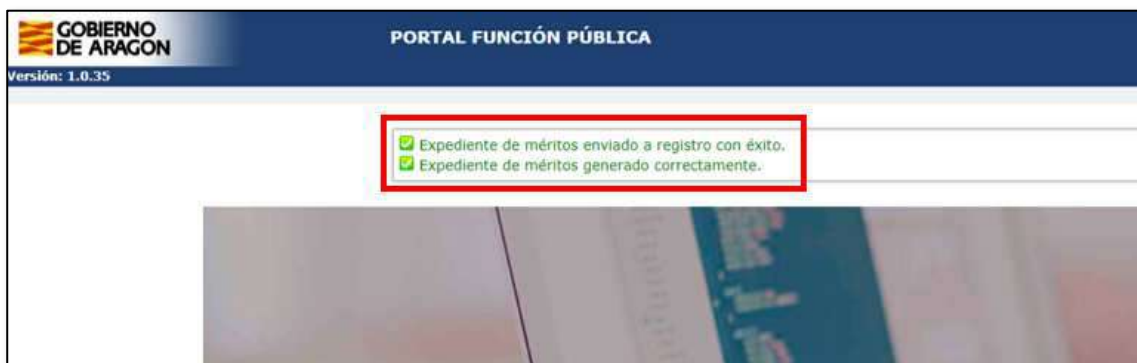 GOBIERNO
DE ARAGON
PORTAL FUNCIÓN PÚBLICA
Versión: 1.0.35
Expediente de méritos enviado a registro con éxito.
Expediente de méritos generado correctamente.